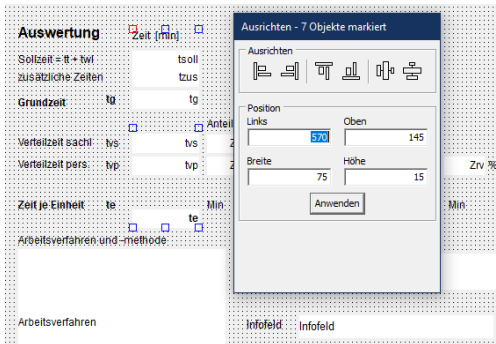 Auswertung
Zeit [min]
Sollzeit = tt + twl
tsoll
zusätzliche Zeiten
tzus
Grundzeit
tg
tg
Anteil
Verteilzeit sachl
tvs
tvs
Z
Verteilzeit pers.
tvp
tvp
Z
Zrv %
Zeit je Einheit
te
Min
Min
te
Arbeitsverfahren und -methode
Arbeitsverfahren
Infofeld
Infofeld
Ausrichten - 7 Objekte markiert
Ausrichten
Position
Links
Oben
570
145
Breite
Höhe
75
15
Anwenden